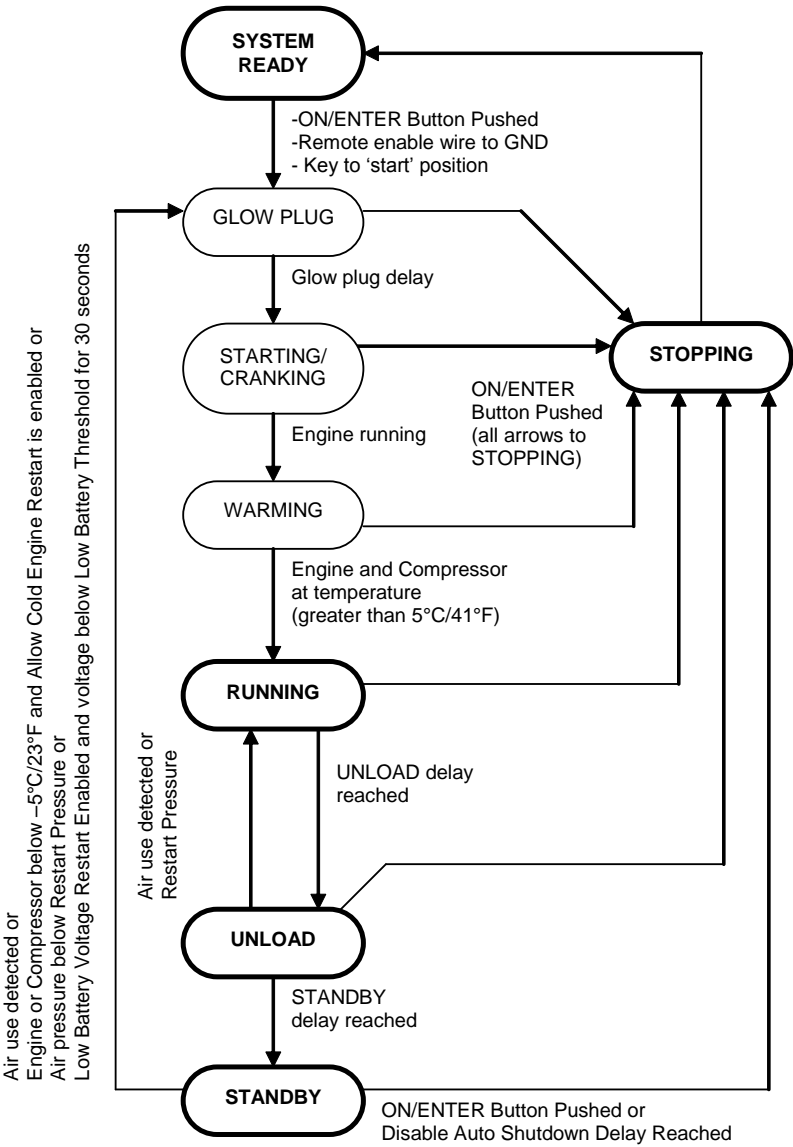 SYSTEM
READY
-ON/ENTER Button Pushed
-Remote enable wire to GND
- Key to ‘start’ position
GLOW PLUG
Glow plug delay
STARTING/
CRANKING
STOPPING
ON/ENTER
Button Pushed
(all arrows to
STOPPING)
Engine running
WARMING
Engine and Compressor
at temperature
(greater than 5°C/41°F)
RUNNING
UNLOAD delay
reached
Air use detected or
Restart Pressure
UNLOAD
STANDBY
delay reached
STANDBY
ON/ENTER Button Pushed or
Disable Auto Shutdown Delay Reached
Air use detected or
Engine or Compressor below –5°C/23°F and Allow Cold Engine Restart is enabled or
Air pressure below Restart Pressure or
Low Battery Voltage Restart Enabled and voltage below Low Battery Threshold for 30 seconds